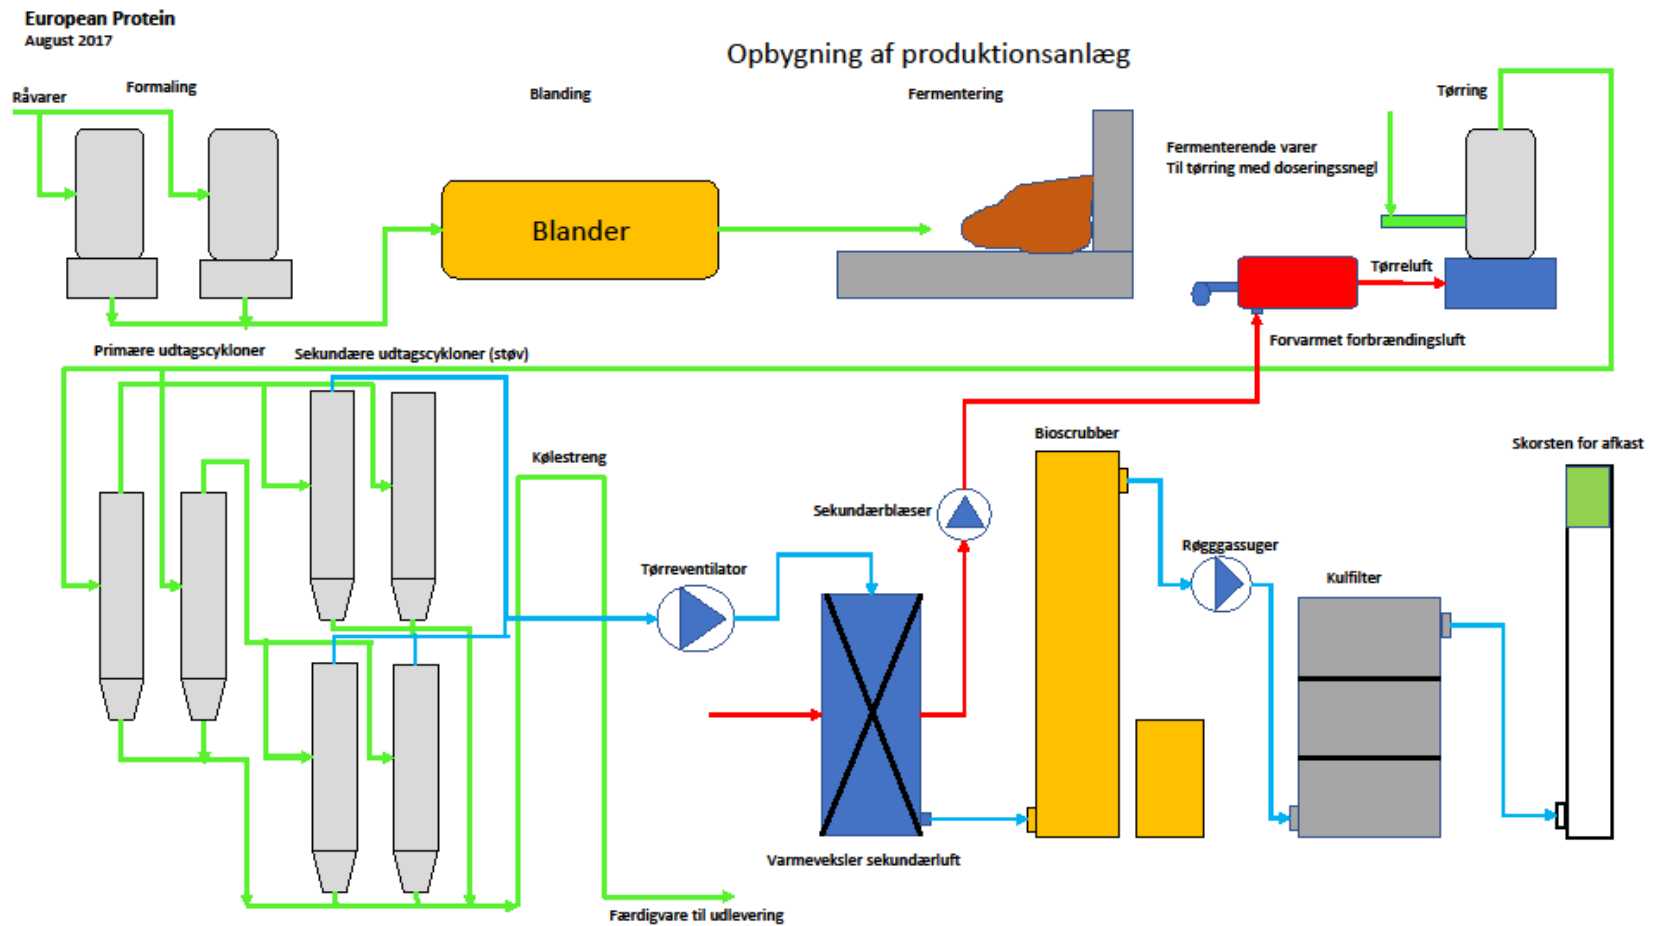 European Protein
August 2017
Opbygning af produktionsanlæg
Råvarer
Formaling
Blanding
Fermentering
Tørring
Fermenterende varer
Til tørring med doseringssnegl
Blander
Tørreluft
Forvarmet forbrændingsluft
Primære udtagscykloner
Sekundære udtagscykloner (støv)
Kølestreng
Bioscrubber
Skorsten for afkast
Sekundærblæser
Røgggassuger
Tørreventilator
Kulfilter
Varmeveksler sekundærluft
Færdigvare til udlevering